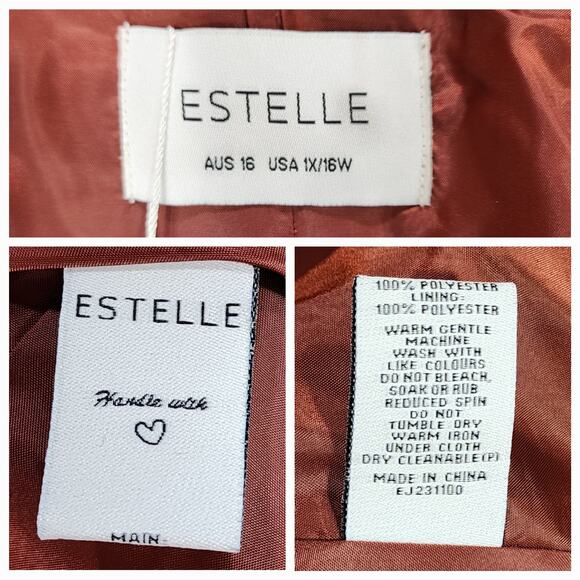 ESTELLE
AUS 16 USA 1X/16W
ESTELLE
Handle with
MAIN:
100% POLYESTER
LINING:
100% POLYESTER
WARM GENTLE
MACHINE
WASH WITH
LIKE COLOURS
DO NOT BLEACH,
SOAK OR RUB
REDUCED SPIN
DO NOT
TUMBLE DRY
WARM IRON
UNDER CLOTH
DRY CLEANABLE(P)
MADE IN CHINA
EJ231100